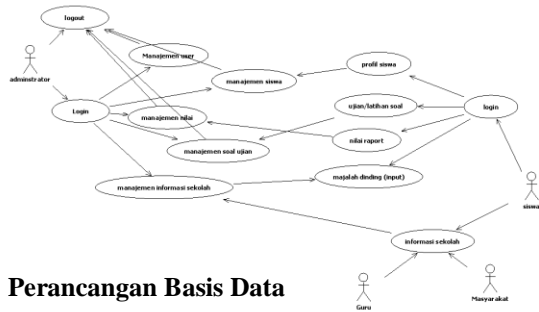 logout
adminstrator
Manajemen user
manajemen siswa
profil siswa
Login
manajemen nilai
ujian/latihan soal
login
nilai raport
manajemen soal ujian
manajemen informasi sekolah
majalah dinding (input)
siswa
informasi sekolah
Perancangan Basis Data
Guru
Masyarakat